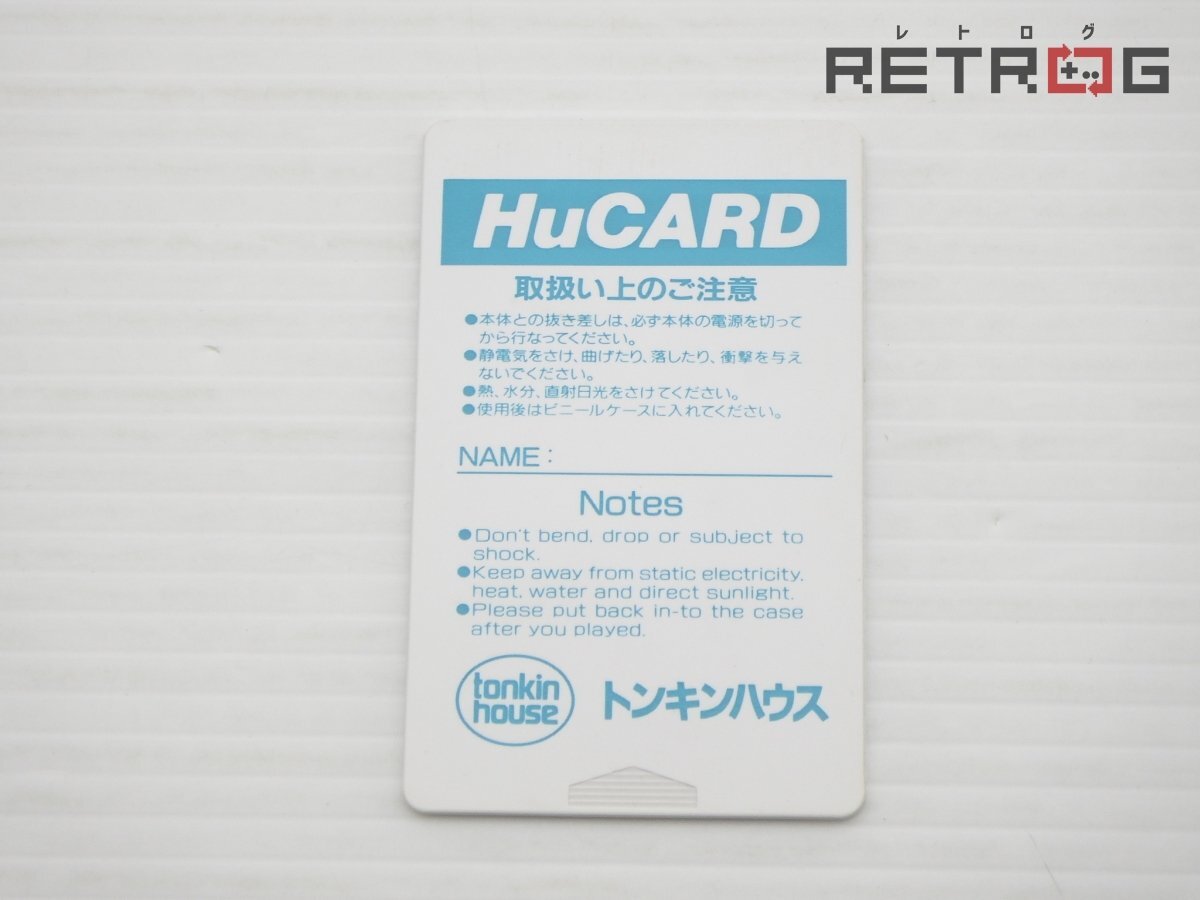 レトログ
RETROG
HuCARD
取扱い上のご注意
●本体との抜き差しは、必ず本体の電源を切って
から行なってください。
●静電気をさけ、曲げたり、落したり、衝撃を与え
ないでください。
●熱、水分、直射日光をさけてください。
●使用後はビニールケースに入れてください。
NAME:
Notes
●Don't bend, drop or subject to
shock.
●Keep away from static electricity,
heat, water and direct sunlight.
●Please put back in-to the case
after you played.
tonkin
house
トンキンハウス